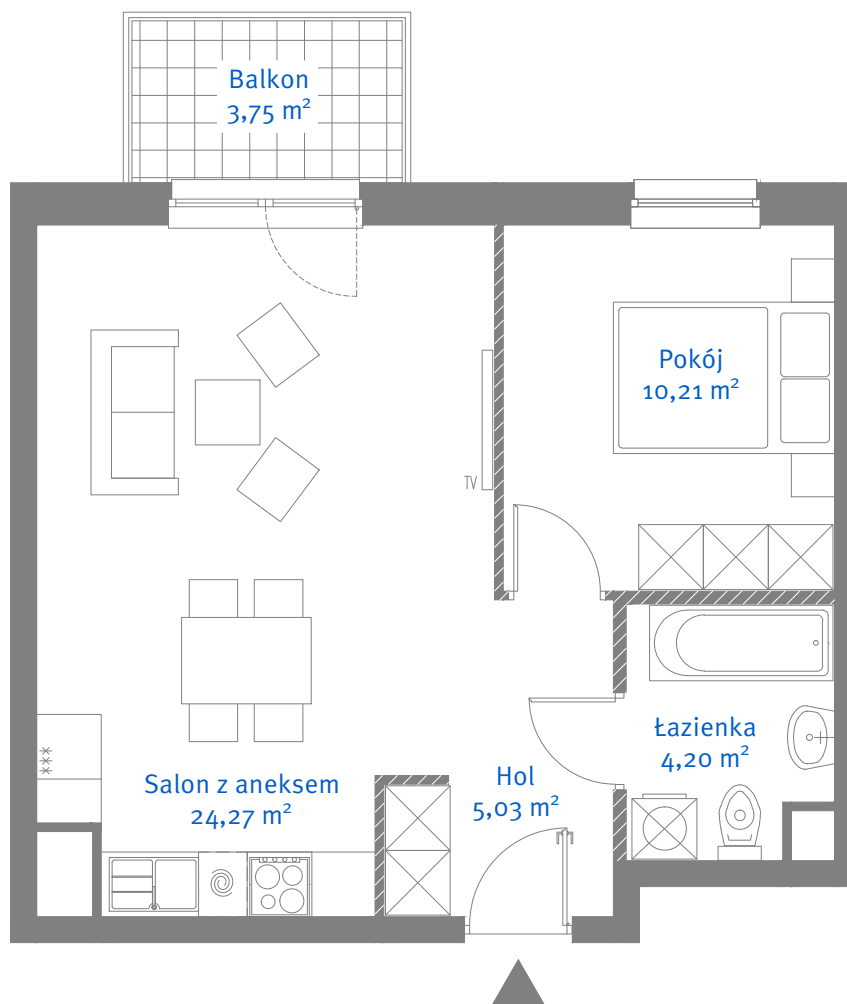 Balkon
3,75 m²
Pokój
10,21 m²
TV
Łazienka
4,20 m²
Hol
5,03 m²
Salon z aneksem
24,27 m²